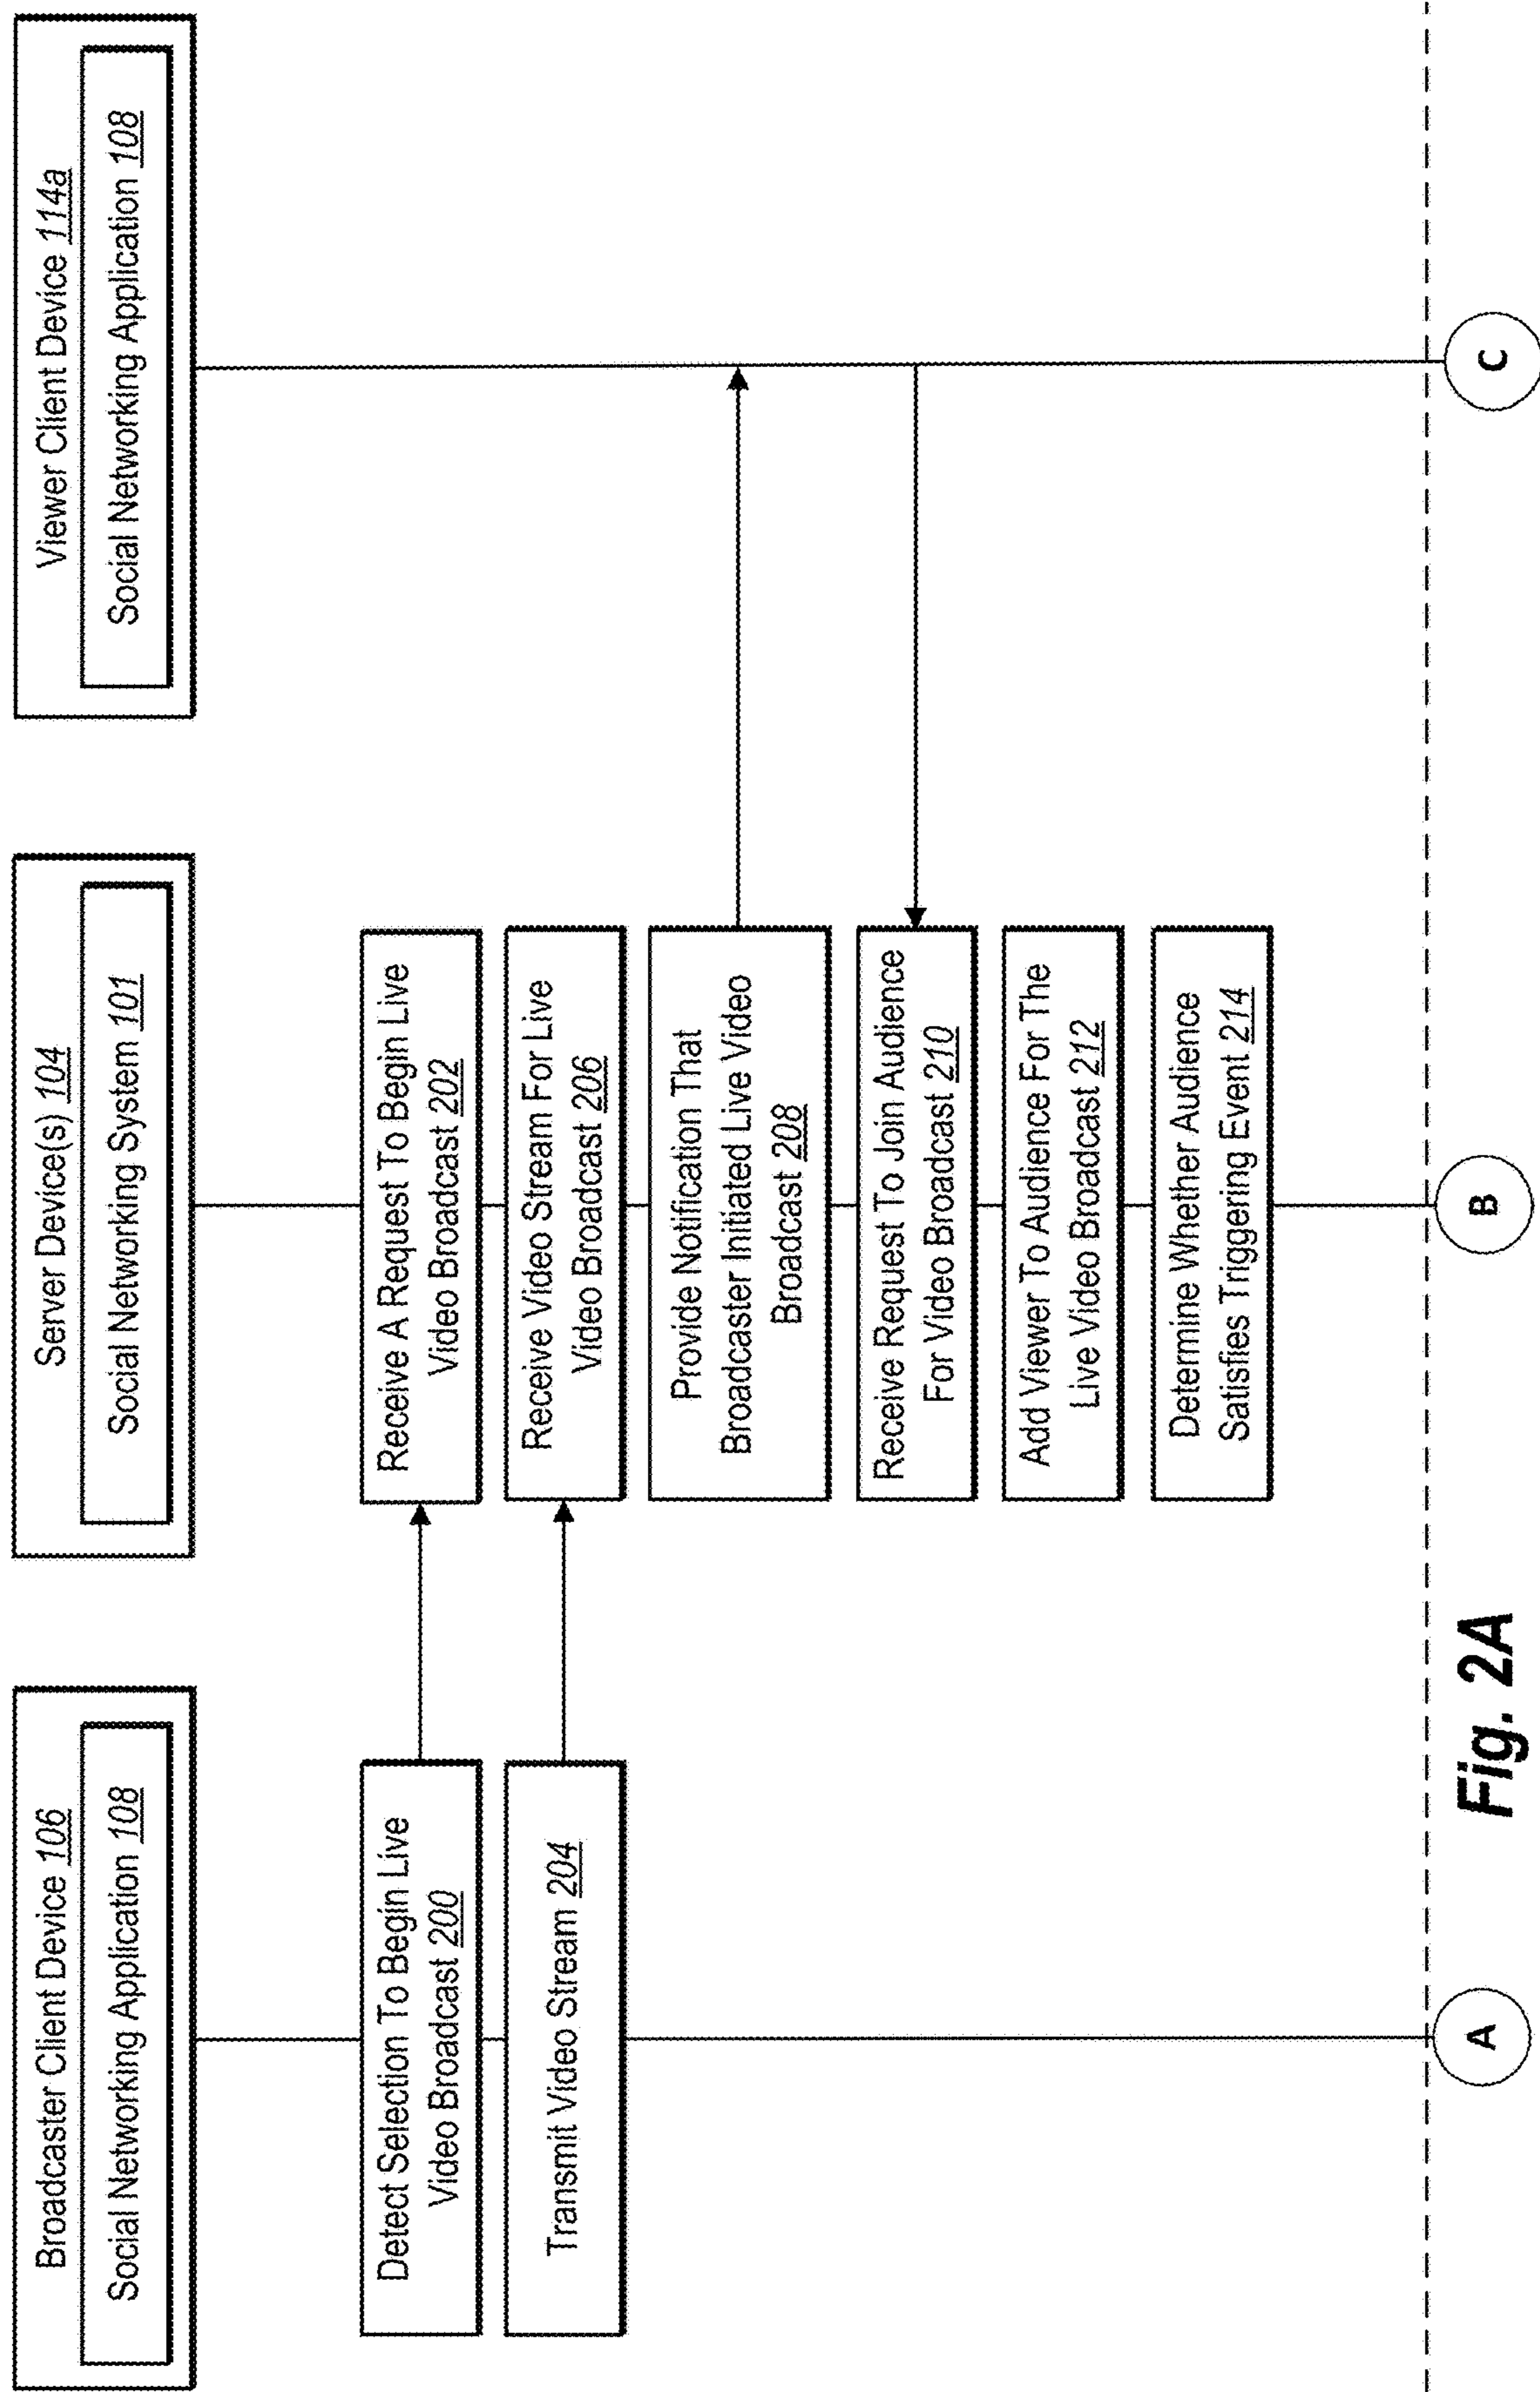 Broadcaster Client Device 106
Social Networking Application 108
Server Device(s) 104
Social Networking System 101
Viewer Client Device 114a
Social Networking Application 108
Detect Selection To Begin Live
Video Broadcast 200
Receive A Request To Begin Live
Video Broadcast 202
Transmit Video Stream 204
Receive Video Stream For Live
Video Broadcast 206
Provide Notification That
Broadcaster Initiated Live Video
Broadcast 208
Receive Request To Join Audience
For Video Broadcast 210
Add Viewer To Audience For The
Live Video Broadcast 212
Determine Whether Audience
Satisfies Triggering Event 214
A
B
C
Fig. 2A